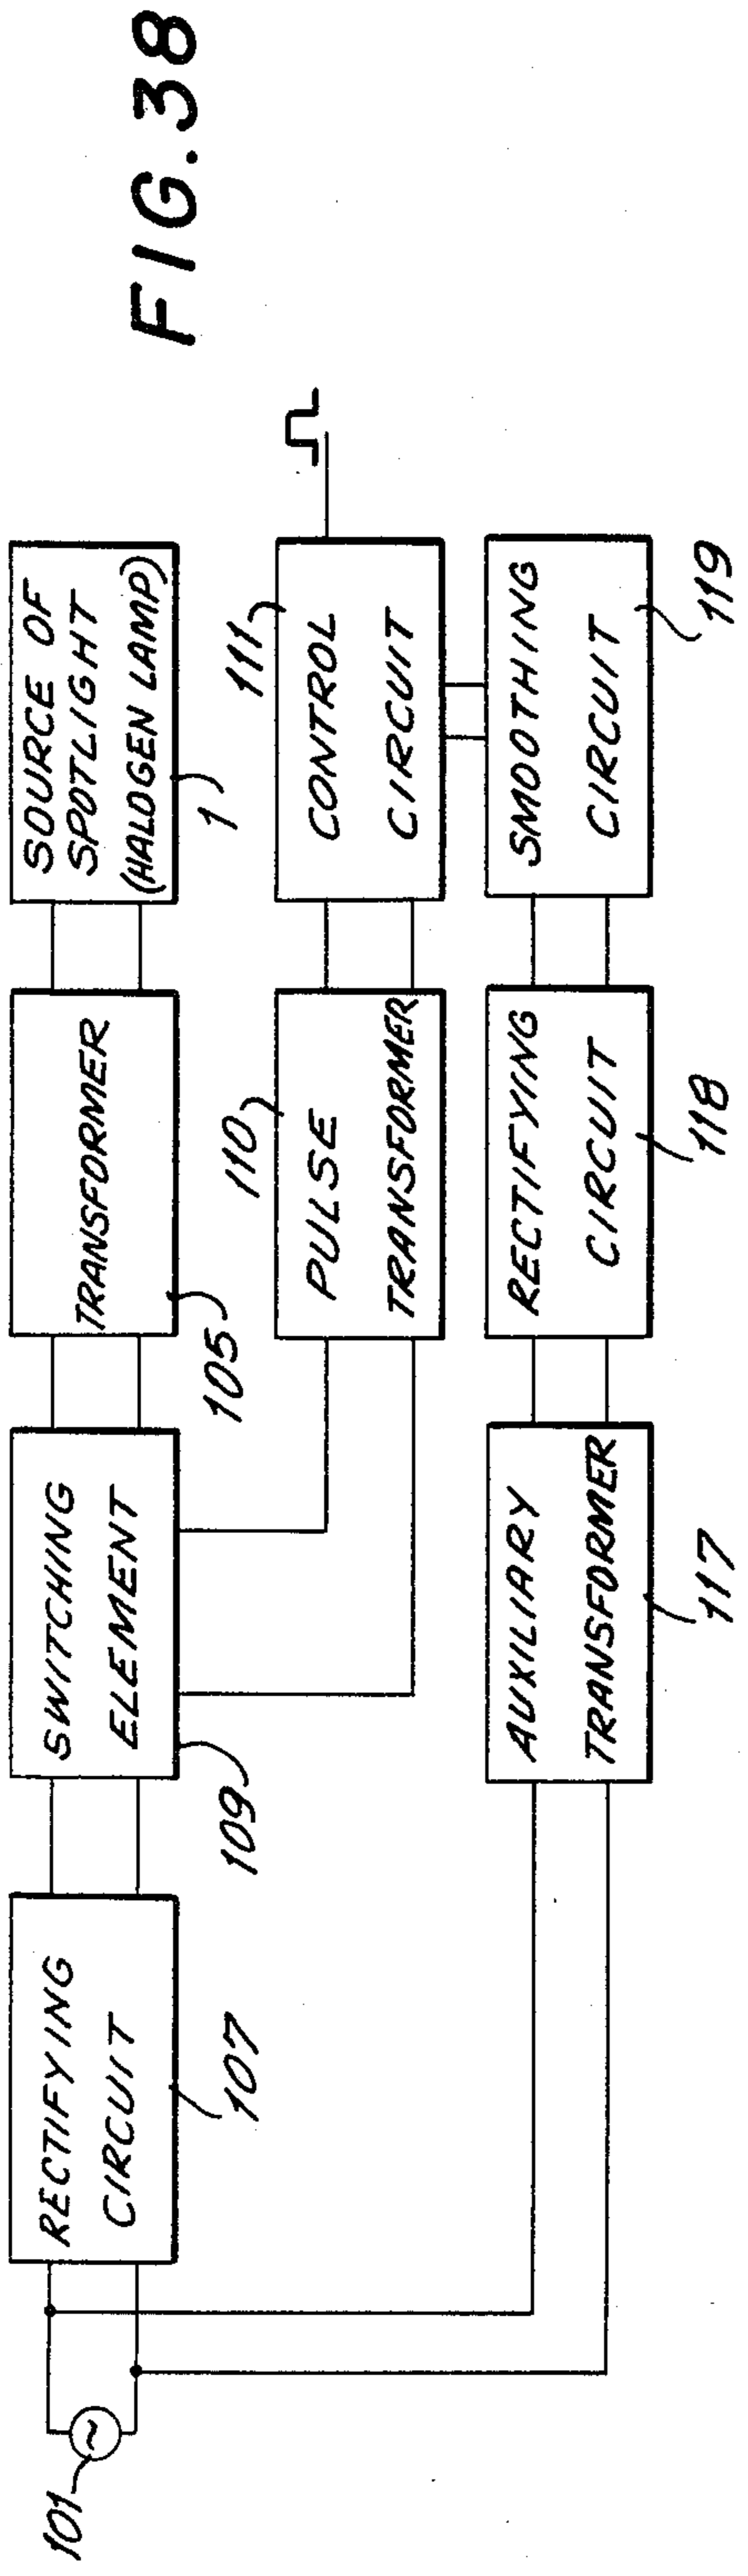 FIG.38
101
RECTIFYING
CIRCUIT
107
SWITCHING
ELEMENT
109
TRANSFORMER
105
SOURCE OF
SPOTLIGHT
(HALOGEN LAMP)
1
110
PULSE
TRANSFORMER
111
CONTROL
CIRCUIT
AUXILIARY
TRANSFORMER
117
RECTIFYING
CIRCUIT
118
SMOOTHING
CIRCUIT
119